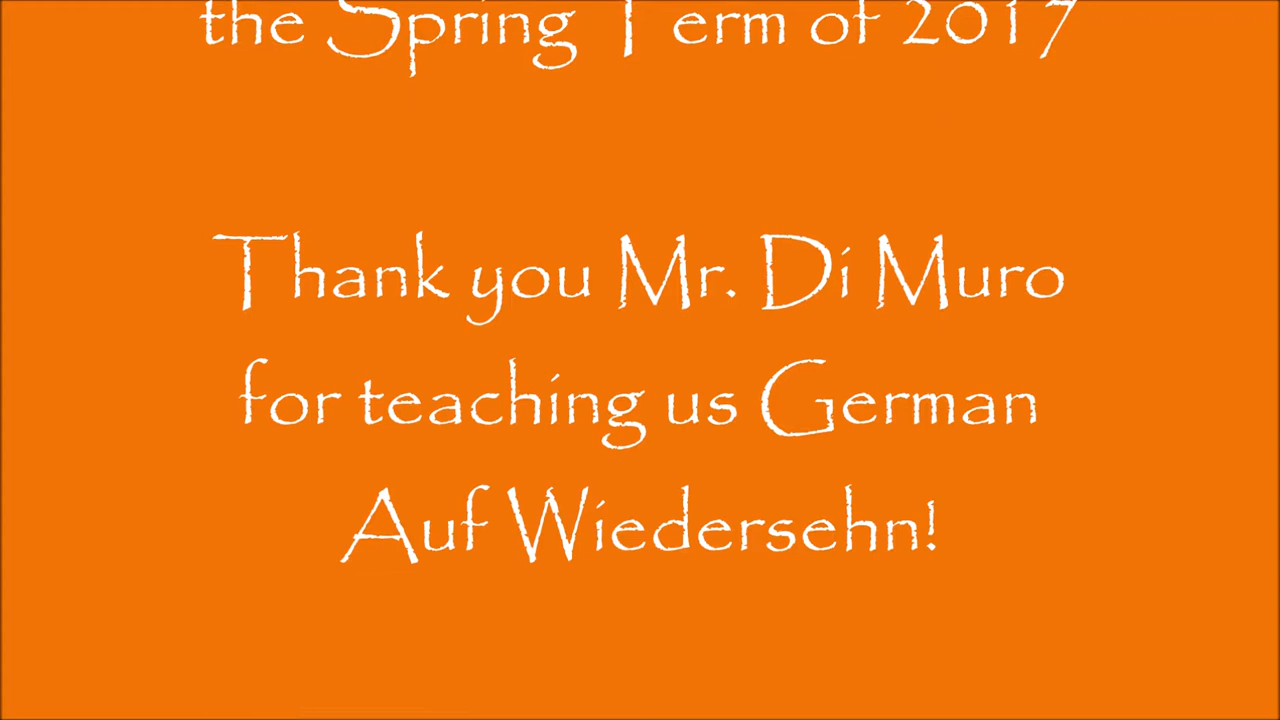 the Spring Term of 2017
Thank you Mr. Di Muro
for teaching us German
Auf Wiedersehn!